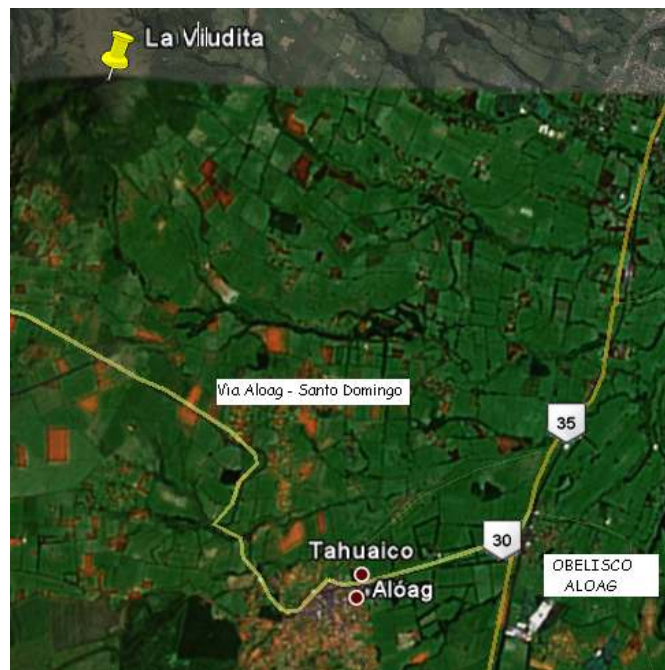 La Viludita
Via Aloag - Santo Domingo
35
30
Tahuaico
OBELISCO
ALOAG
Alóag